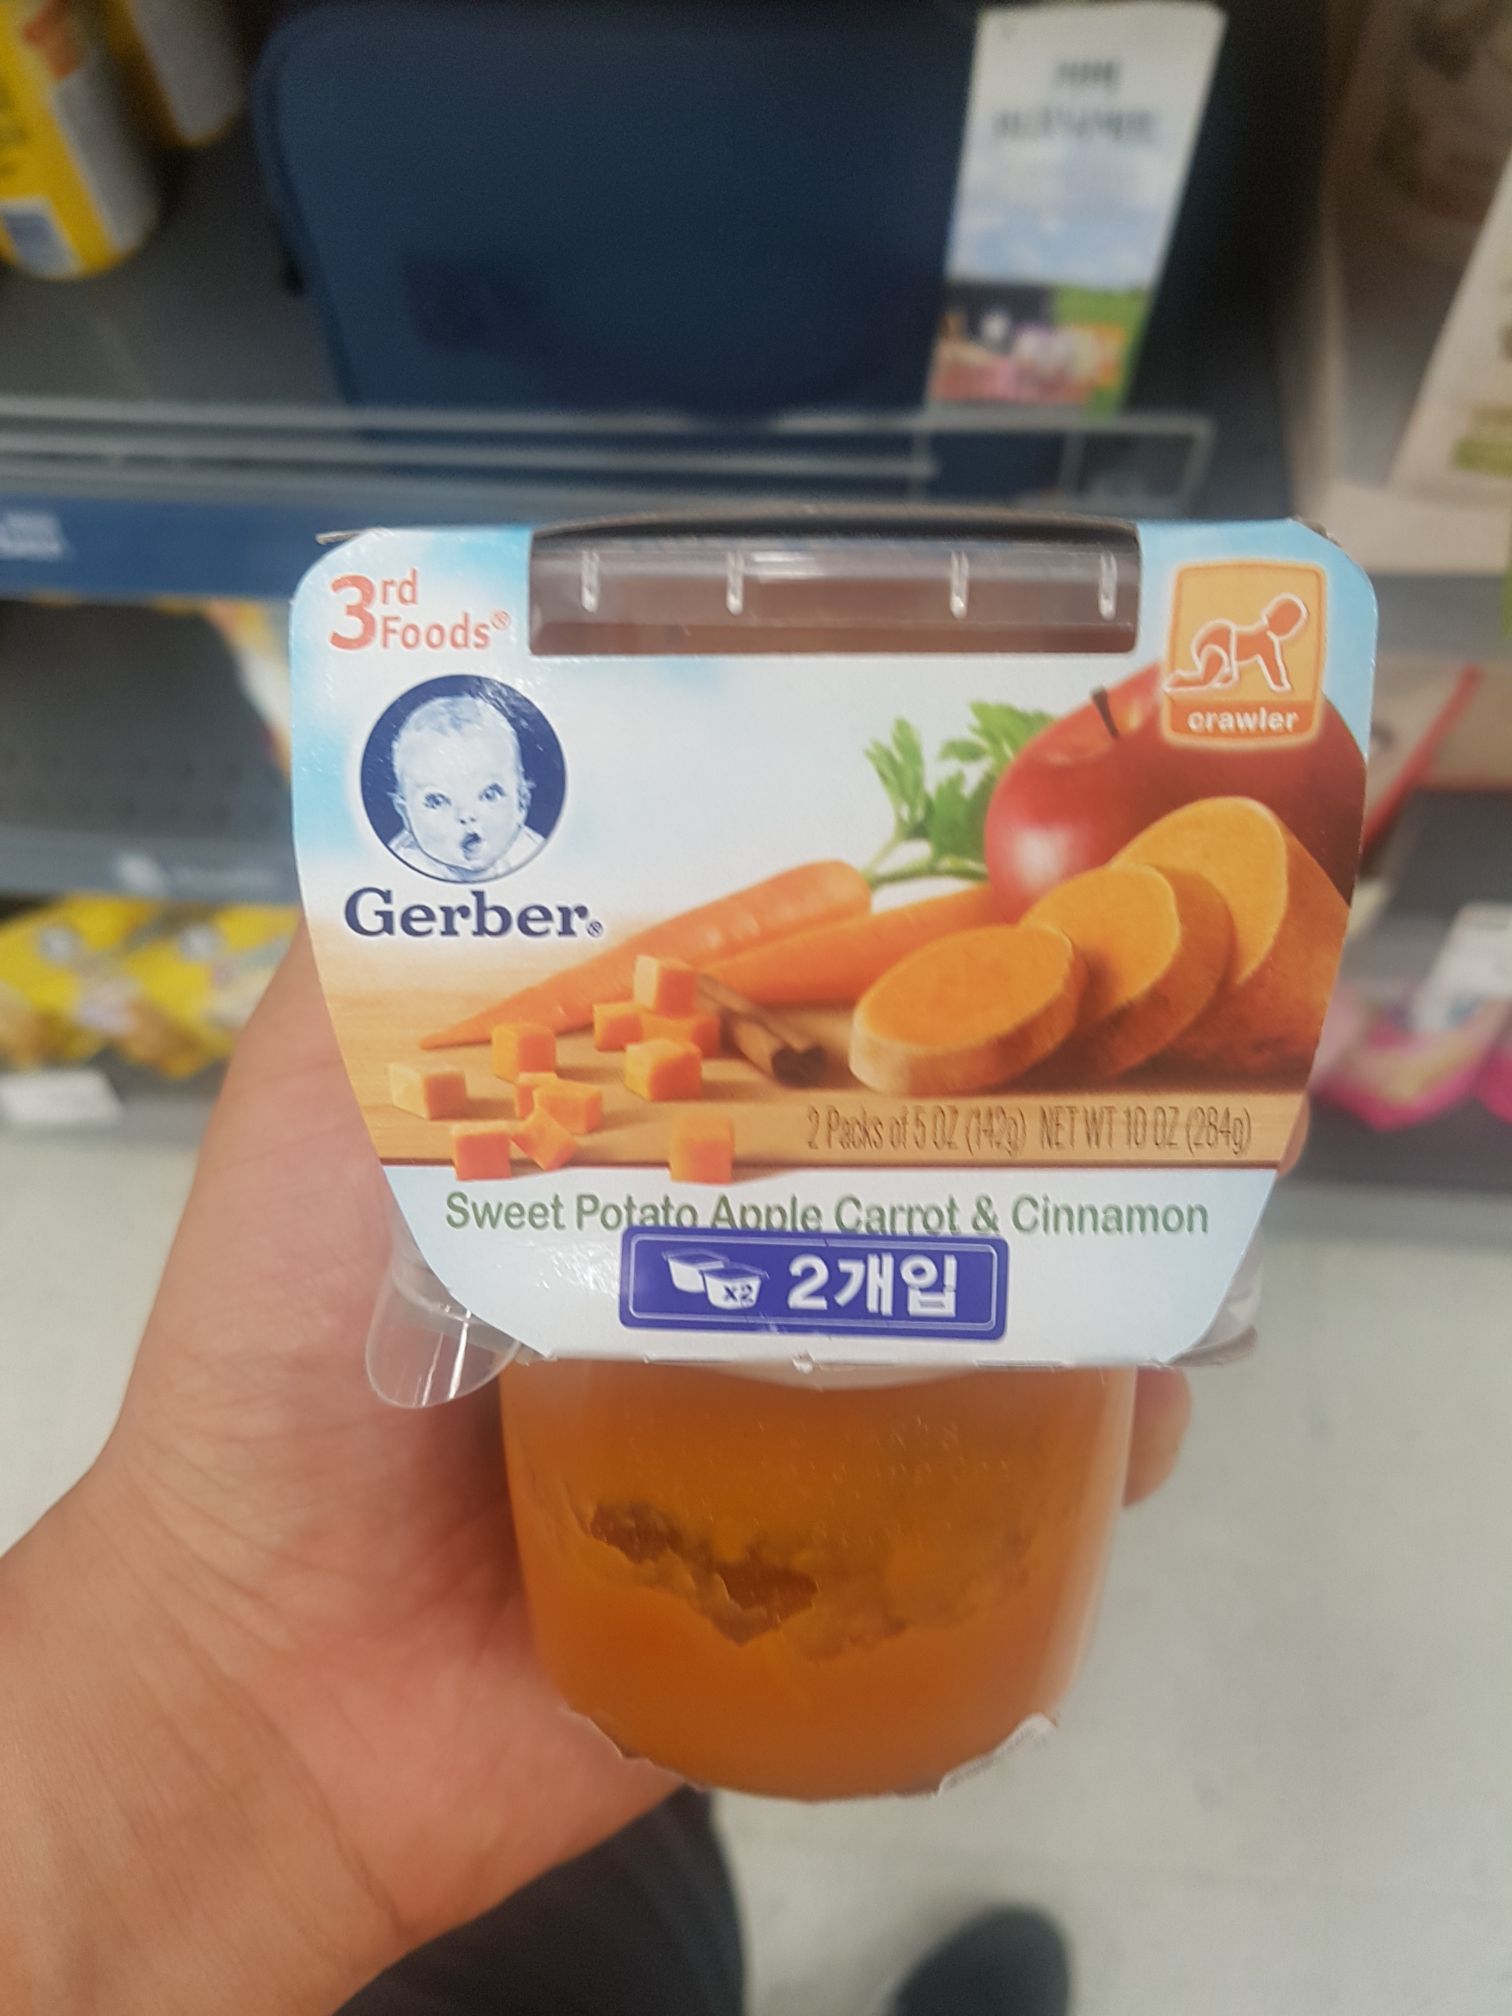 3rd
Foods®
crawler
Gerber®
2 Packs of 5 OZ (142g) NET WT 10 OZ (284g)
Sweet Potato Apple Carrot & Cinnamon
x2 2개입